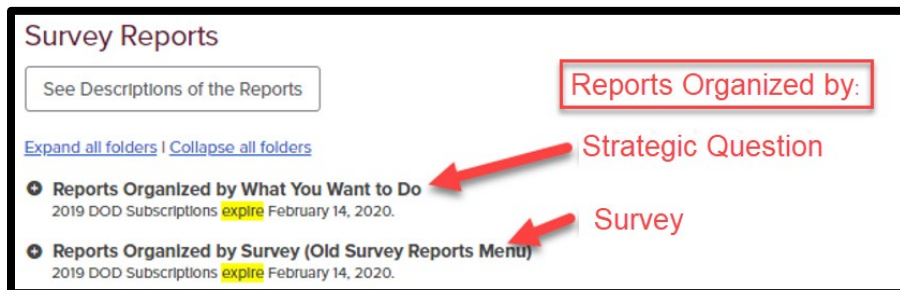 Survey Reports
See Descriptions of the Reports
Reports Organized by:
Expand all folders | Collapse all folders
Strategic Question
Reports Organized by What You Want to Do
2019 DOD Subscriptions expire February 14, 2020.
Survey
Reports Organized by Survey (Old Survey Reports Menu)
2019 DOD Subscriptions expire February 14, 2020.